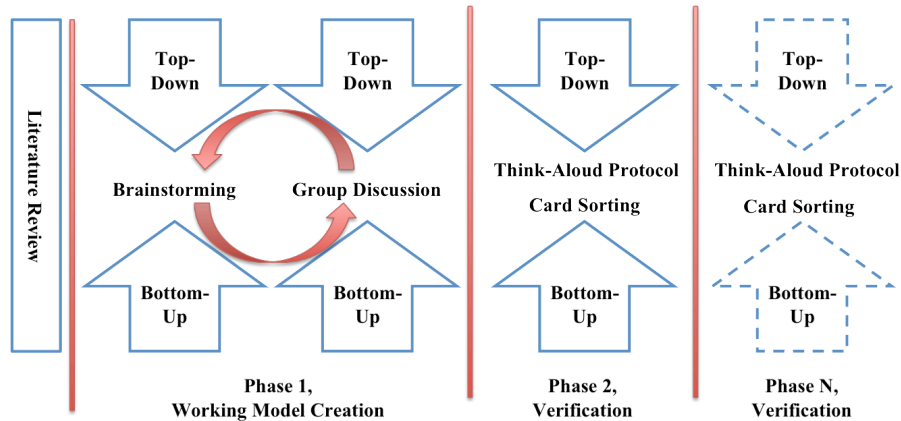 Literature Review
Top-
Down
Top-
Down
Brainstorming
Group Discussion
Bottom-
Up
Bottom-
Up
Phase 1,
Working Model Creation
Top-
Down
Think-Aloud Protocol
Card Sorting
Bottom-
Up
Phase 2,
Verification
Top-
Down
Think-Aloud Protocol
Card Sorting
Bottom-
Up
Phase N,
Verification